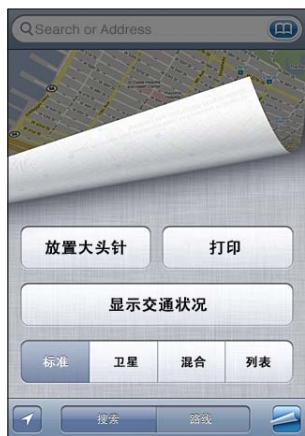 Search or Address
放置大头针 打印
显示交通状况
标准 卫星 混合 列表
搜索 路线